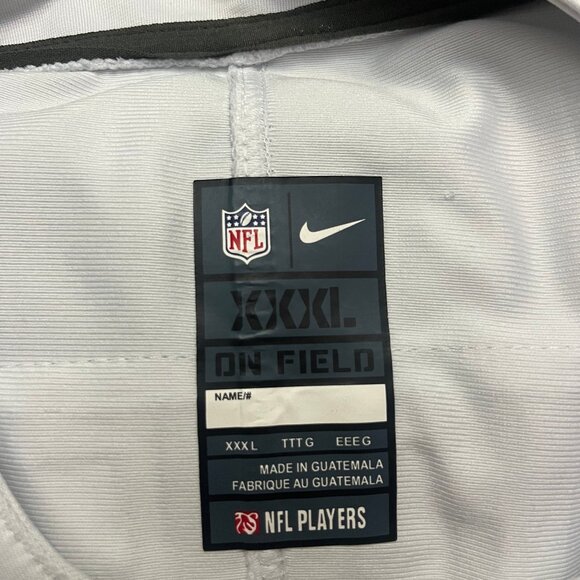 NFL
XXXL
ON FIELD
NAME/#
XXXL TTTG EEEG
MADE IN GUATEMALA
FABRIQUE AU GUATEMALA
NFL PLAYERS